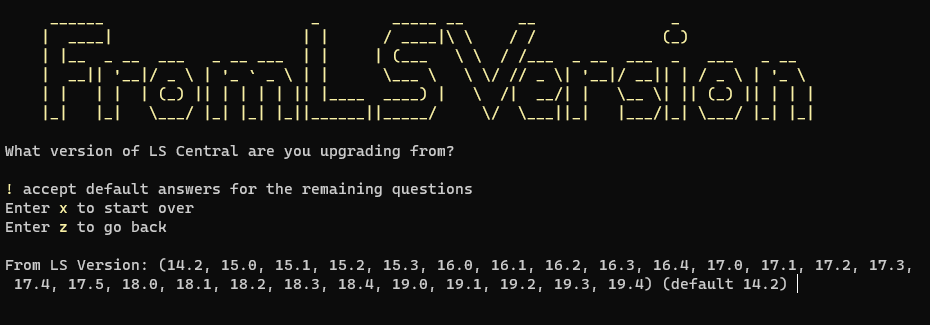 FromLSVersion
What version of LS Central are you upgrading from?
! accept default answers for the remaining questions
Enter x to start over
Enter z to go back
From LS Version: (14.2, 15.0, 15.1, 15.2, 15.3, 16.0, 16.1, 16.2, 16.3, 16.4, 17.0, 17.1, 17.2, 17.3,
17.4, 17.5, 18.0, 18.1, 18.2, 18.3, 18.4, 19.0, 19.1, 19.2, 19.3, 19.4) (default 14.2)